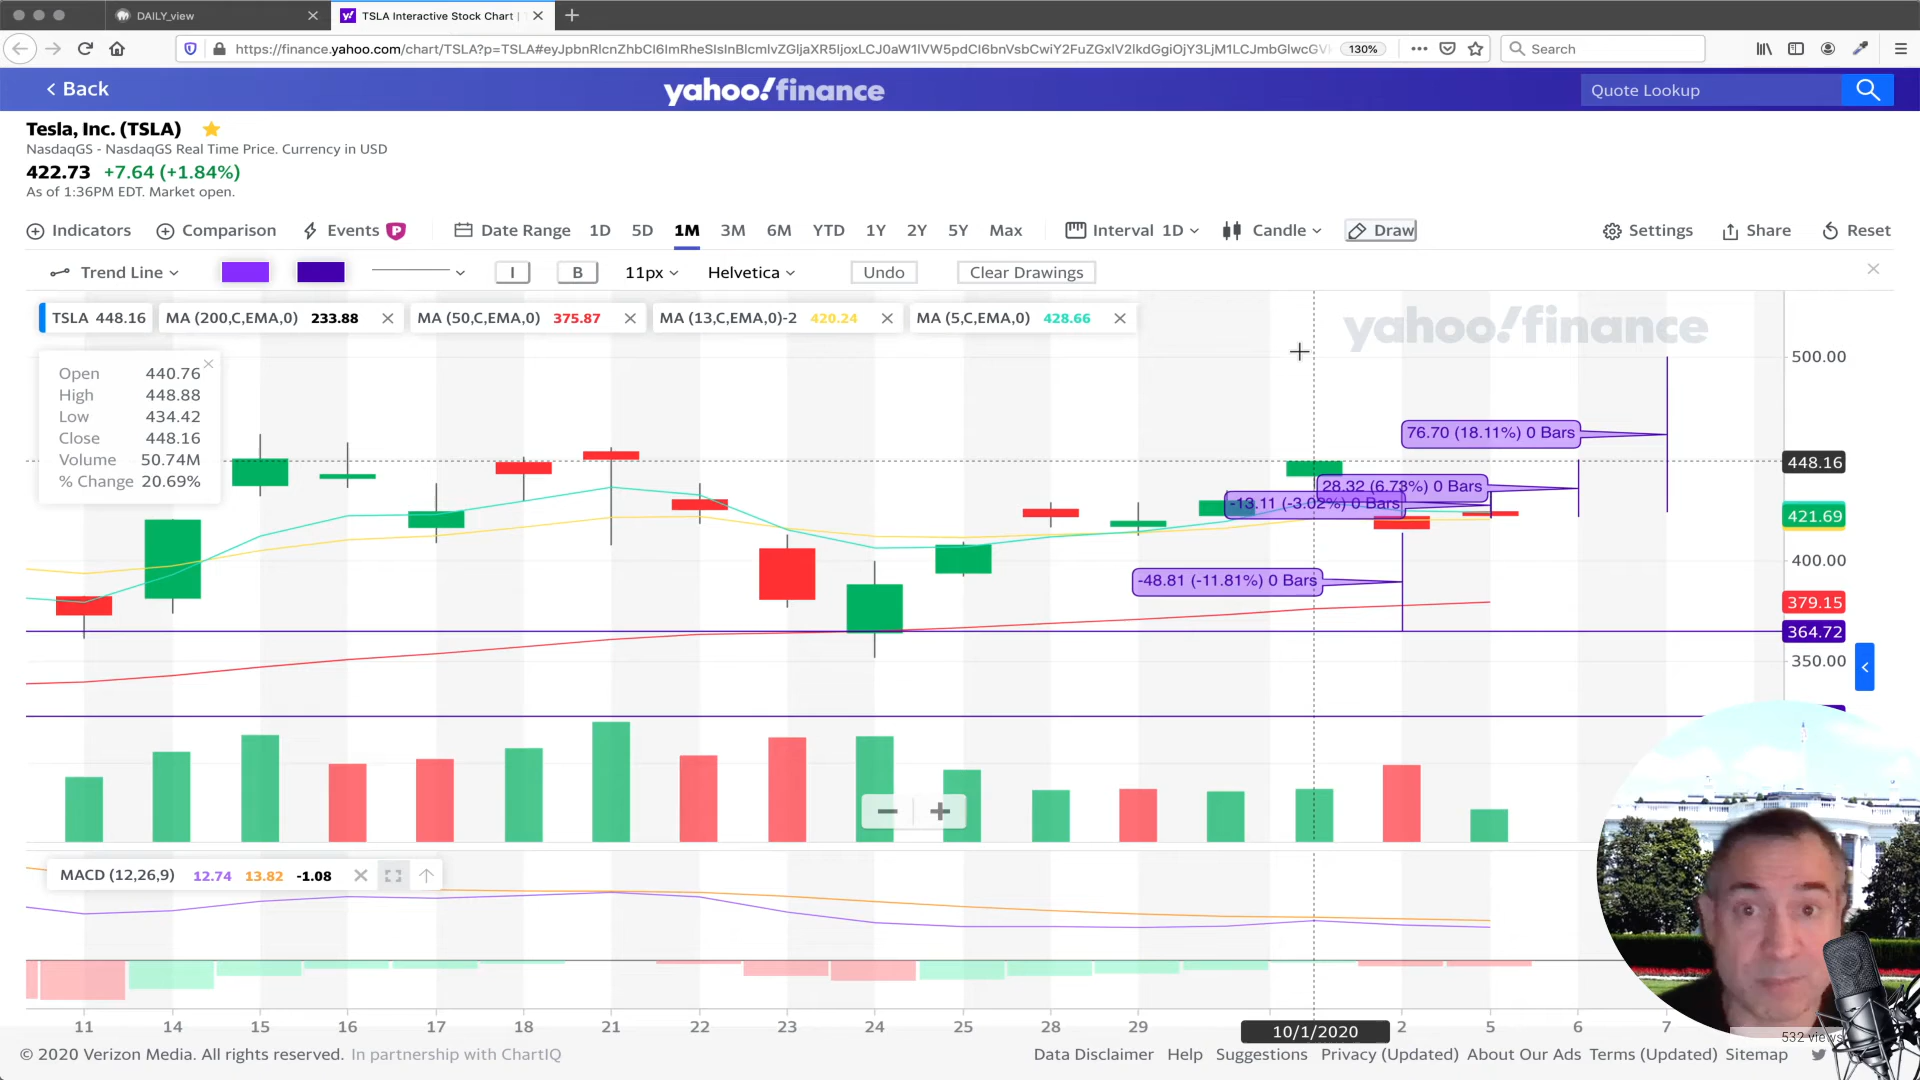 DAILY_view
TSLA Interactive Stock Chart |
https://finance.yahoo.com/chart/TSLA?p=TSLA#
130%
Search
Back
yahoo!finance
Quote Lookup
Tesla, Inc. (TSLA)
NasdaqGS - NasdaqGS Real Time Price. Currency in USD
422.73 +7.64 (+1.84%)
As of 1:36PM EDT. Market open.
Indicators Comparison Events P Date Range 1D 5D 1M 3M 6M YTD 1Y 2Y 5Y Max Interval 1D Candle Draw Settings Share Reset
Trend Line I B 11px Helvetica Undo Clear Drawings
TSLA 448.16 MA (200,C,EMA,0) 233.88 MA (50,C,EMA,0) 375.87 MA (13,C,EMA,0)-2 420.24 MA (5,C,EMA,0) 428.66
yahoo!finance
Open 440.76
High 448.88
Low 434.42
Close 448.16
Volume 50.74M
% Change 20.69%
500.00
76.70 (18.11%) 0 Bars
448.16
28.32 (6.73%) 0 Bars
-13.11 (-3.02%) 0 Bars
421.69
400.00
-48.81 (-11.81%) 0 Bars
379.15
364.72
350.00
MACD (12,26,9) 12.74 13.82 -1.08
11 14 15 16 17 18 21 22 23 24 25 28 29 10/1/2020 2 5 6 7
532 views
© 2020 Verizon Media. All rights reserved. In partnership with ChartIQ
Data Disclaimer Help Suggestions Privacy (Updated) About Our Ads Terms (Updated) Sitemap